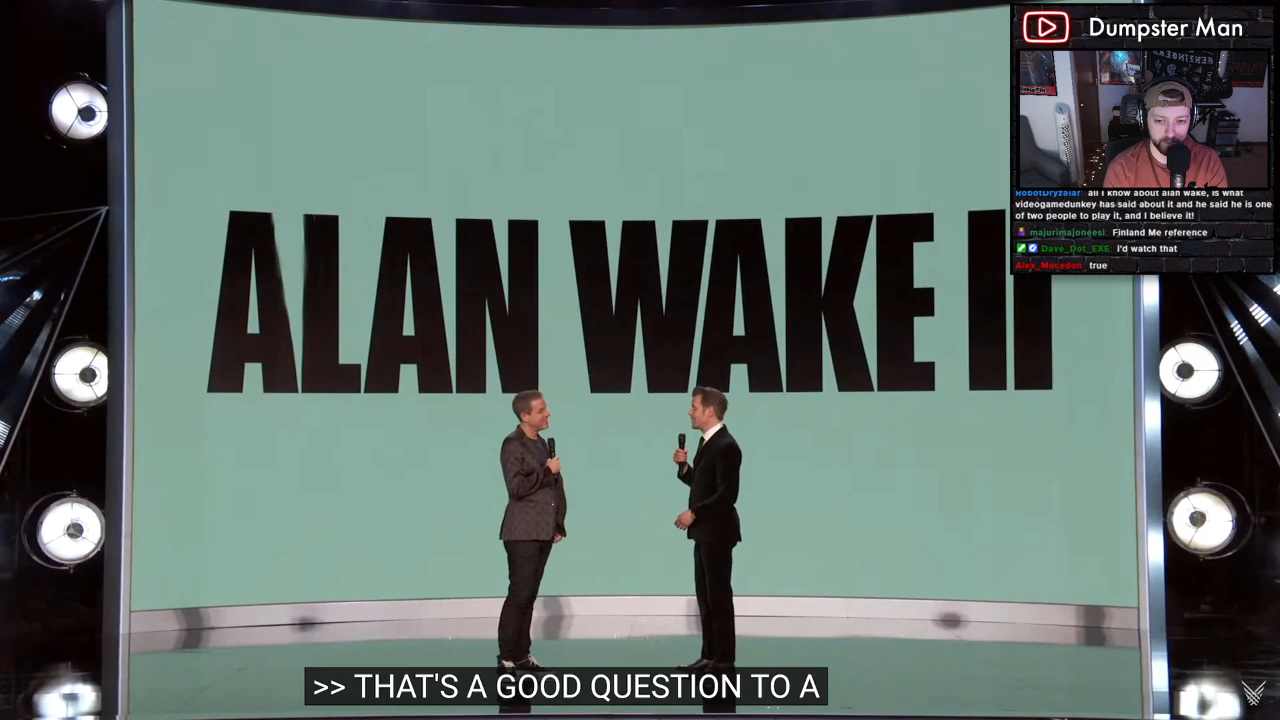 Dumpster Man
RobotDryzalar: all I know about alan wake, is what
videogamedunkey has said about it and he said he is one
of two people to play it, and I believe it!
majurimajoneesi: Finland Me reference
Dave_Dot_EXE: i'd watch that
Alex_Macedon: true
ALAN WAKE II
>> THAT'S A GOOD QUESTION TO A